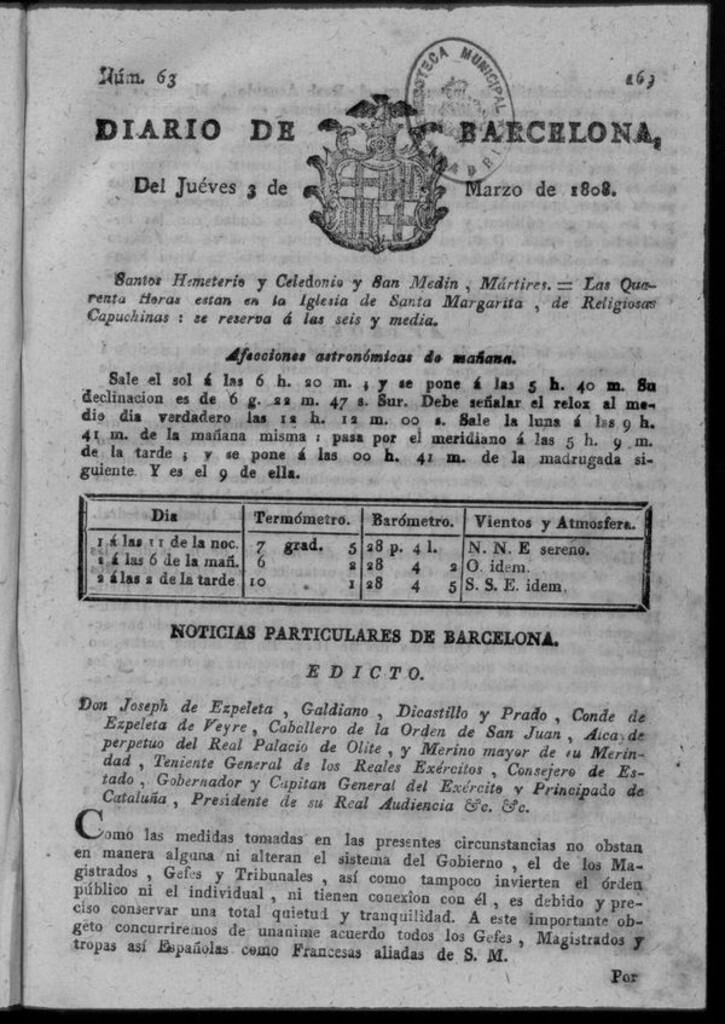 Núm. 63 163
HEMEROTECA MUNICIPAL
MADRID
DIARIO DE BARCELONA,
Del Juéves 3 de Marzo de 1808.
Santos Hemeterio y Celedonio y San Medin , Mártires. = Las Qua-
renta Horas estan en la Iglesia de Santa Margarita , de Religiosas
Capuchinas : se reserva á las seis y media.
Afecciones astronómicas de mañana.
Sale el sol á las 6 h. 20 m. ; y se pone á las 5 h. 40 m. Su
declinacion es de 6 g. 22 m. 47 s. Sur. Debe señalar el relox al me-
dio dia verdadero las 12 h. 12 m. 00 s. Sale la luna á las 9 h.
41 m. de la mañana misma : pasa por el meridiano á las 5 h. 9 m.
de la tarde ; y se pone á las 00 h. 41 m. de la madrugada si-
guiente. Y es el 9 de ella.
Dia Termómetro. Barómetro. Vientos y Atmosfera.
1 á las 11 de la noc. 7 grad. 5 28 p. 4 l. N. N. E sereno.
2 á las 6 de la mañ. 6 2 28 4 2 O. idem.
2 á las 2 de la tarde 10 . 1 28 4 5 S. S. E. idem.
NOTICIAS PARTICULARES DE BARCELONA.
EDICTO.
Don Joseph de Ezpeleta , Galdiano , Dicastillo y Prado , Conde de
Ezpeleta de Veyre , Caballero de la Orden de San Juan , Alcayde
perpetuo del Real Palacio de Olite , y Merino mayor de su Merin-
dad , Teniente General de los Reales Exércitos , Consejero de Es-
tado , Gobernador y Capitan General del Exército y Principado de
Cataluña , Presidente de su Real Audiencia &c. &c.
Como las medidas tomadas en las presentes circunstancias no obstan
en manera alguna ni alteran el sistema del Gobierno , el de los Ma-
gistrados , Gefes y Tribunales , así como tampoco invierten el órden
público ni el individual , ni tienen conexîon con él , es debido y pre-
ciso conservar una total quietud y tranquilidad. A este importante ob-
geto concurriremos de unanime acuerdo todos los Gefes , Magistrados y
tropas así Españolas como Francesas aliadas de S. M.
Por